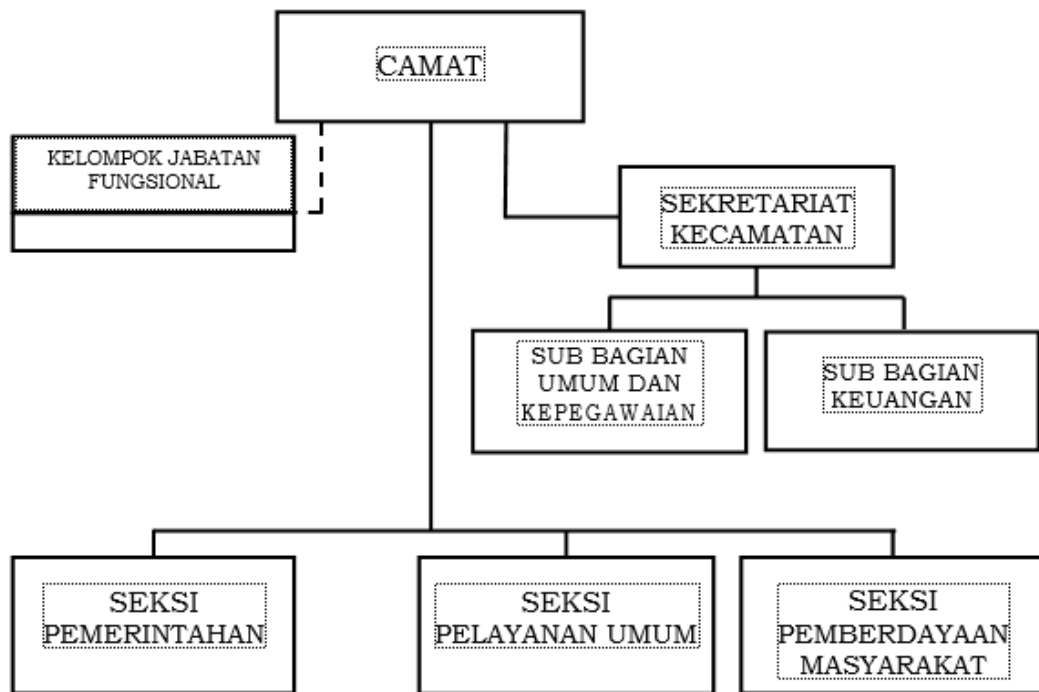 CAMAT
KELOMPOK JABATAN
FUNGSIONAL
SEKRETARIAT
KECAMATAN
SUB BAGIAN
UMUM DAN
KEPEGAWAIAN
SUB BAGIAN
KEUANGAN
SEKSI
PEMERINTAHAN
SEKSI
PELAYANAN UMUM
SEKSI
PEMBERDAYAAN
MASYARAKAT